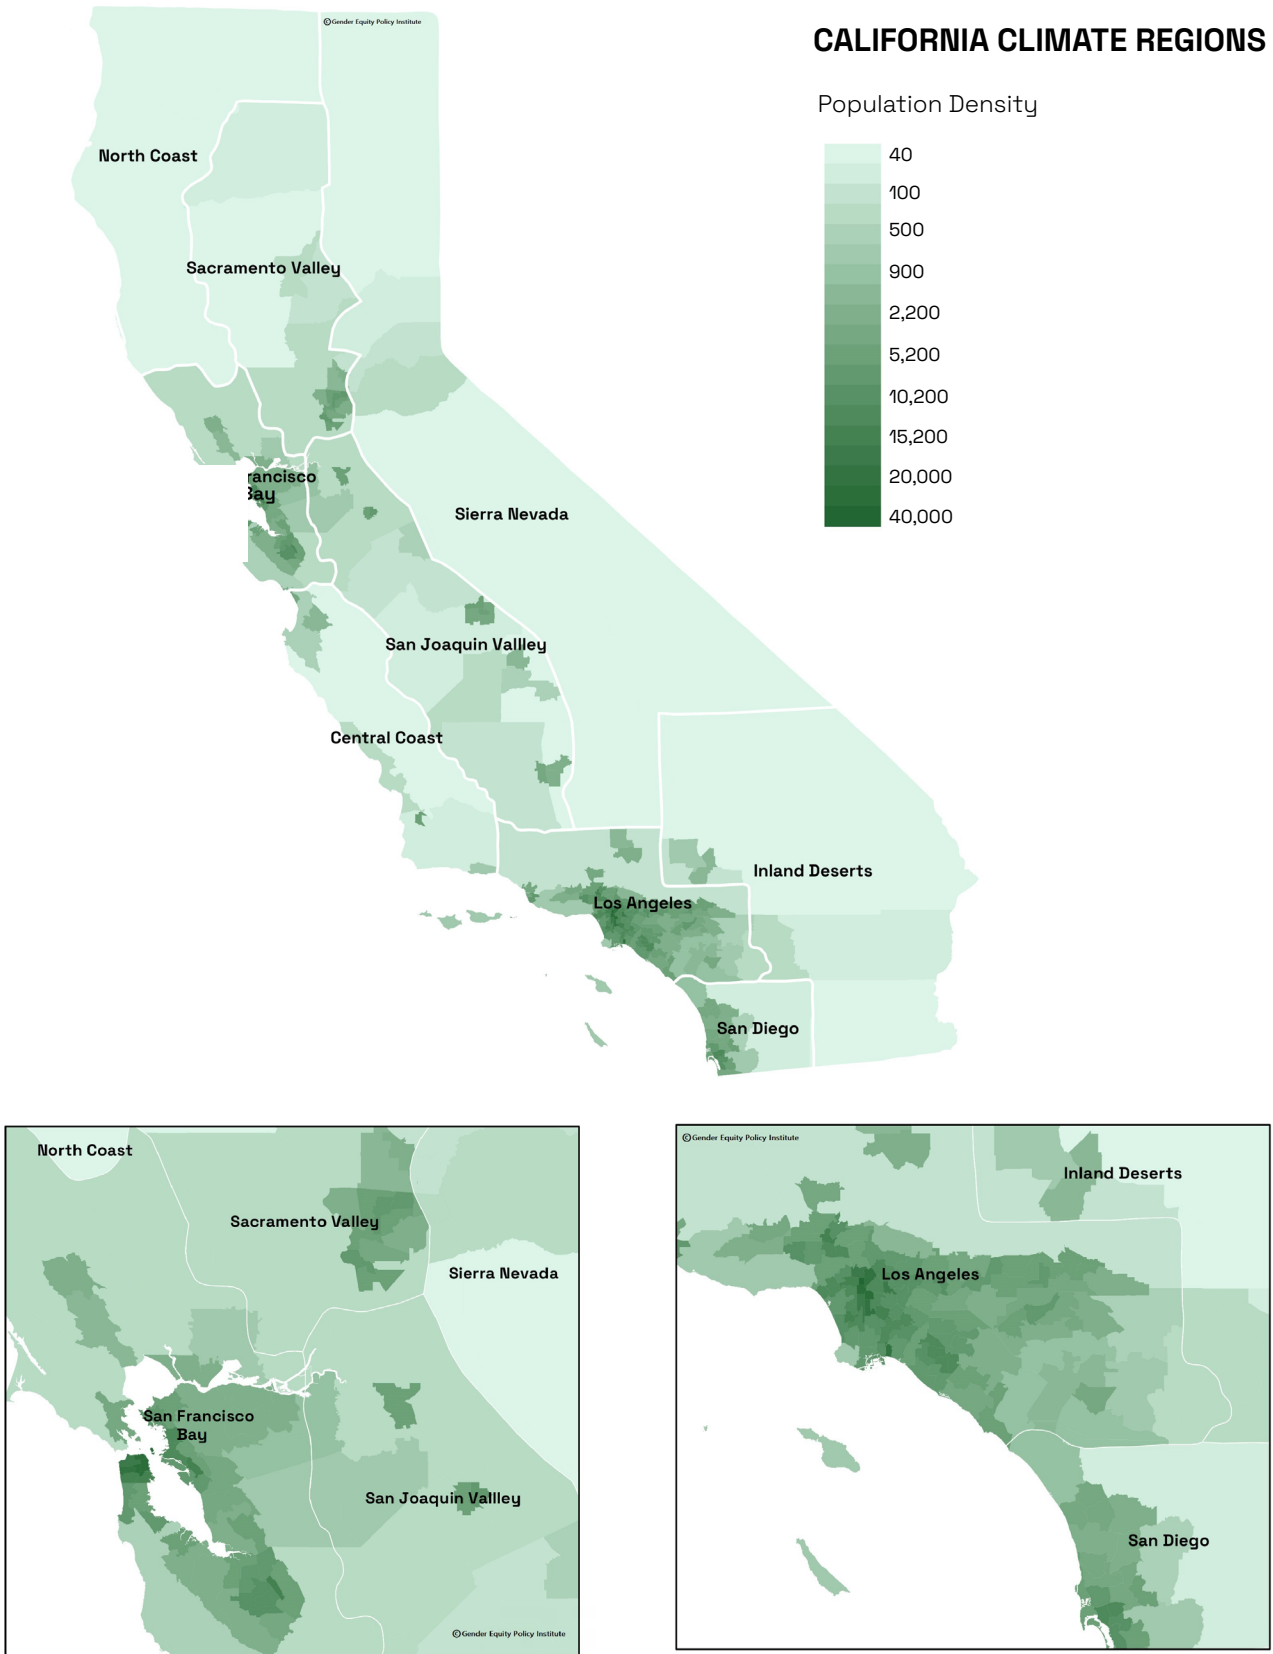 ©Gender Equity Policy Institute
CALIFORNIA CLIMATE REGIONS
Population Density
40
100
500
900
2,200
5,200
10,200
15,200
20,000
40,000
North Coast
Sacramento Valley
rancisco
Bay
Sierra Nevada
San Joaquin Vallley
Central Coast
Inland Deserts
Los Angeles
San Diego
North Coast
Sacramento Valley
Sierra Nevada
San Francisco
Bay
San Joaquin Vallley
©Gender Equity Policy Institute
©Gender Equity Policy Institute
Inland Deserts
Los Angeles
San Diego